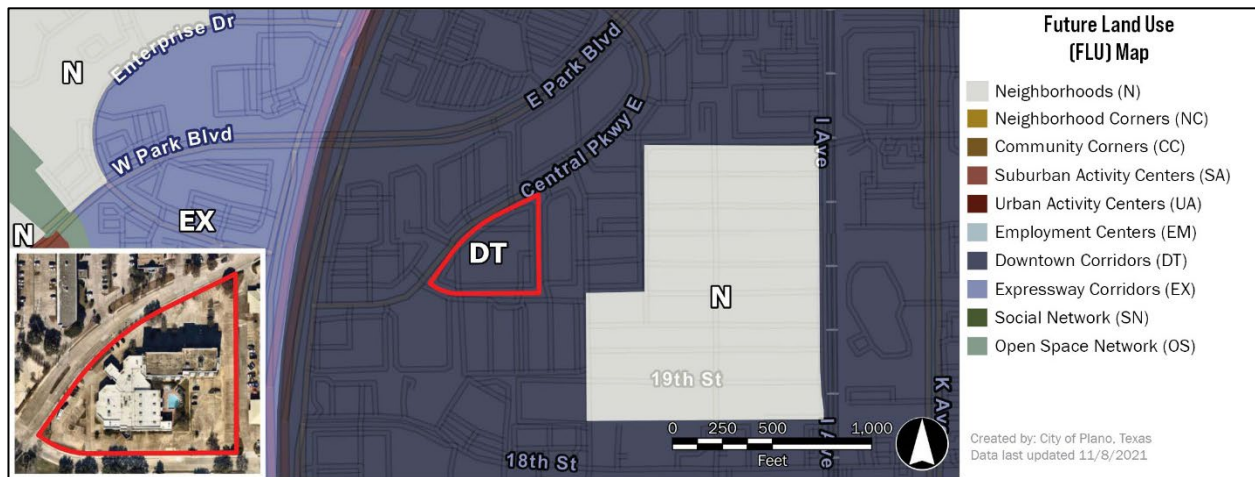 Future Land Use
(FLU) Map
Neighborhoods (N)
Neighborhood Corners (NC)
Community Corners (CC)
Suburban Activity Centers (SA)
Urban Activity Centers (UA)
Employment Centers (EM)
Downtown Corridors (DT)
Expressway Corridors (EX)
Social Network (SN)
Open Space Network (OS)
Created by: City of Plano, Texas
Data last updated 11/8/2021
Enterprise Dr
N
W Park Blvd
E Park Blvd
Central Pkwy E
I Ave
EX
N
DT
N
19th St
18th St
I Ave
K Av
0 250 500 1,000
Feet